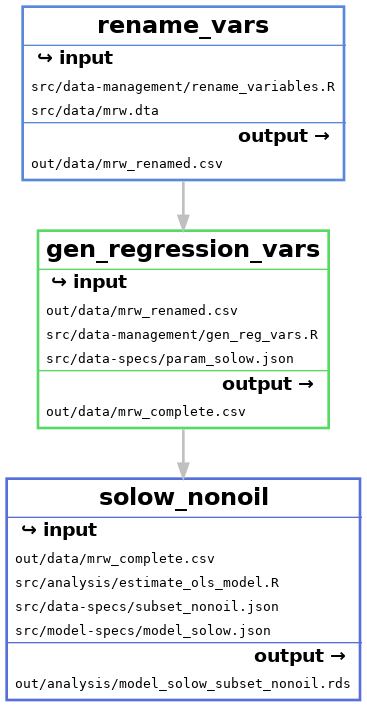 rename_vars
↪ input
src/data-management/rename_variables.R
src/data/mrw.dta
output →
out/data/mrw_renamed.csv
gen_regression_vars
↪ input
out/data/mrw_renamed.csv
src/data-management/gen_reg_vars.R
src/data-specs/param_solow.json
output →
out/data/mrw_complete.csv
solow_nonoil
↪ input
out/data/mrw_complete.csv
src/analysis/estimate_ols_model.R
src/data-specs/subset_nonoil.json
src/model-specs/model_solow.json
output →
out/analysis/model_solow_subset_nonoil.rds